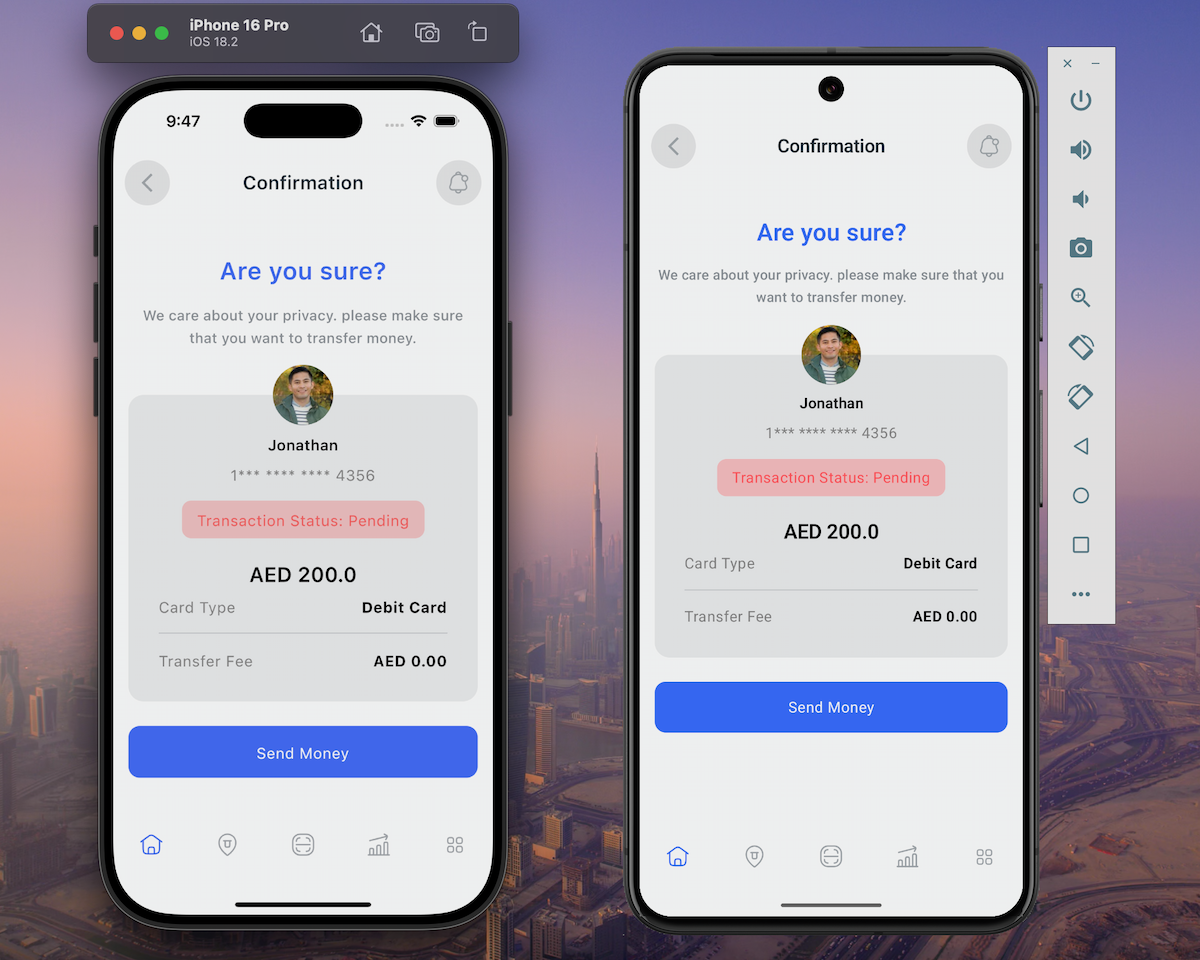 iPhone 16 Pro
iOS 18.2
9:47
Confirmation
Are you sure?
We care about your privacy. please make sure
that you want to transfer money.
Jonathan
1*** **** **** 4356
Transaction Status: Pending
AED 200.0
Card Type Debit Card
Transfer Fee AED 0.00
Send Money
Confirmation
Are you sure?
We care about your privacy. please make sure that you
want to transfer money.
Jonathan
1*** **** **** 4356
Transaction Status: Pending
AED 200.0
Card Type Debit Card
Transfer Fee AED 0.00
Send Money